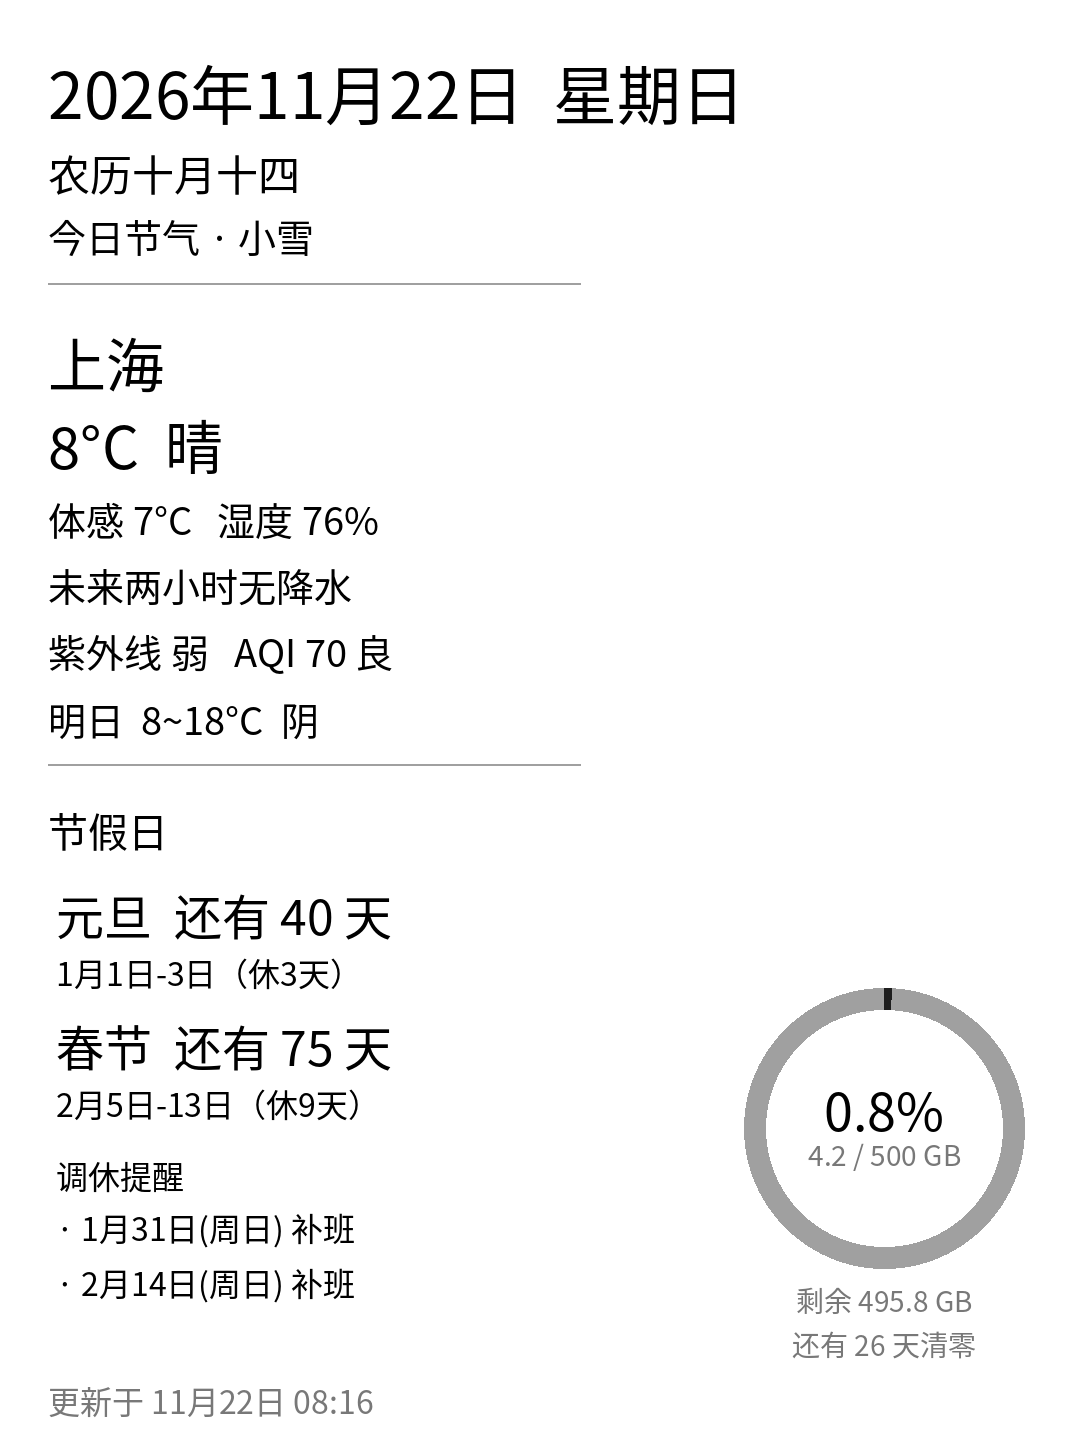 2026年11月22日 星期日
农历十月十四
今日节气 · 小雪
上海
8°C 晴
体感 7°C 湿度 76%
未来两小时无降水
紫外线 弱 AQI 70 良
明日 8~18°C 阴
节假日
元旦 还有 40 天
1月1日-3日（休3天）
春节 还有 75 天
2月5日-13日（休9天）
调休提醒
· 1月31日(周日) 补班
· 2月14日(周日) 补班
0.8%
4.2 / 500 GB
剩余 495.8 GB
还有 26 天清零
更新于 11月22日 08:16